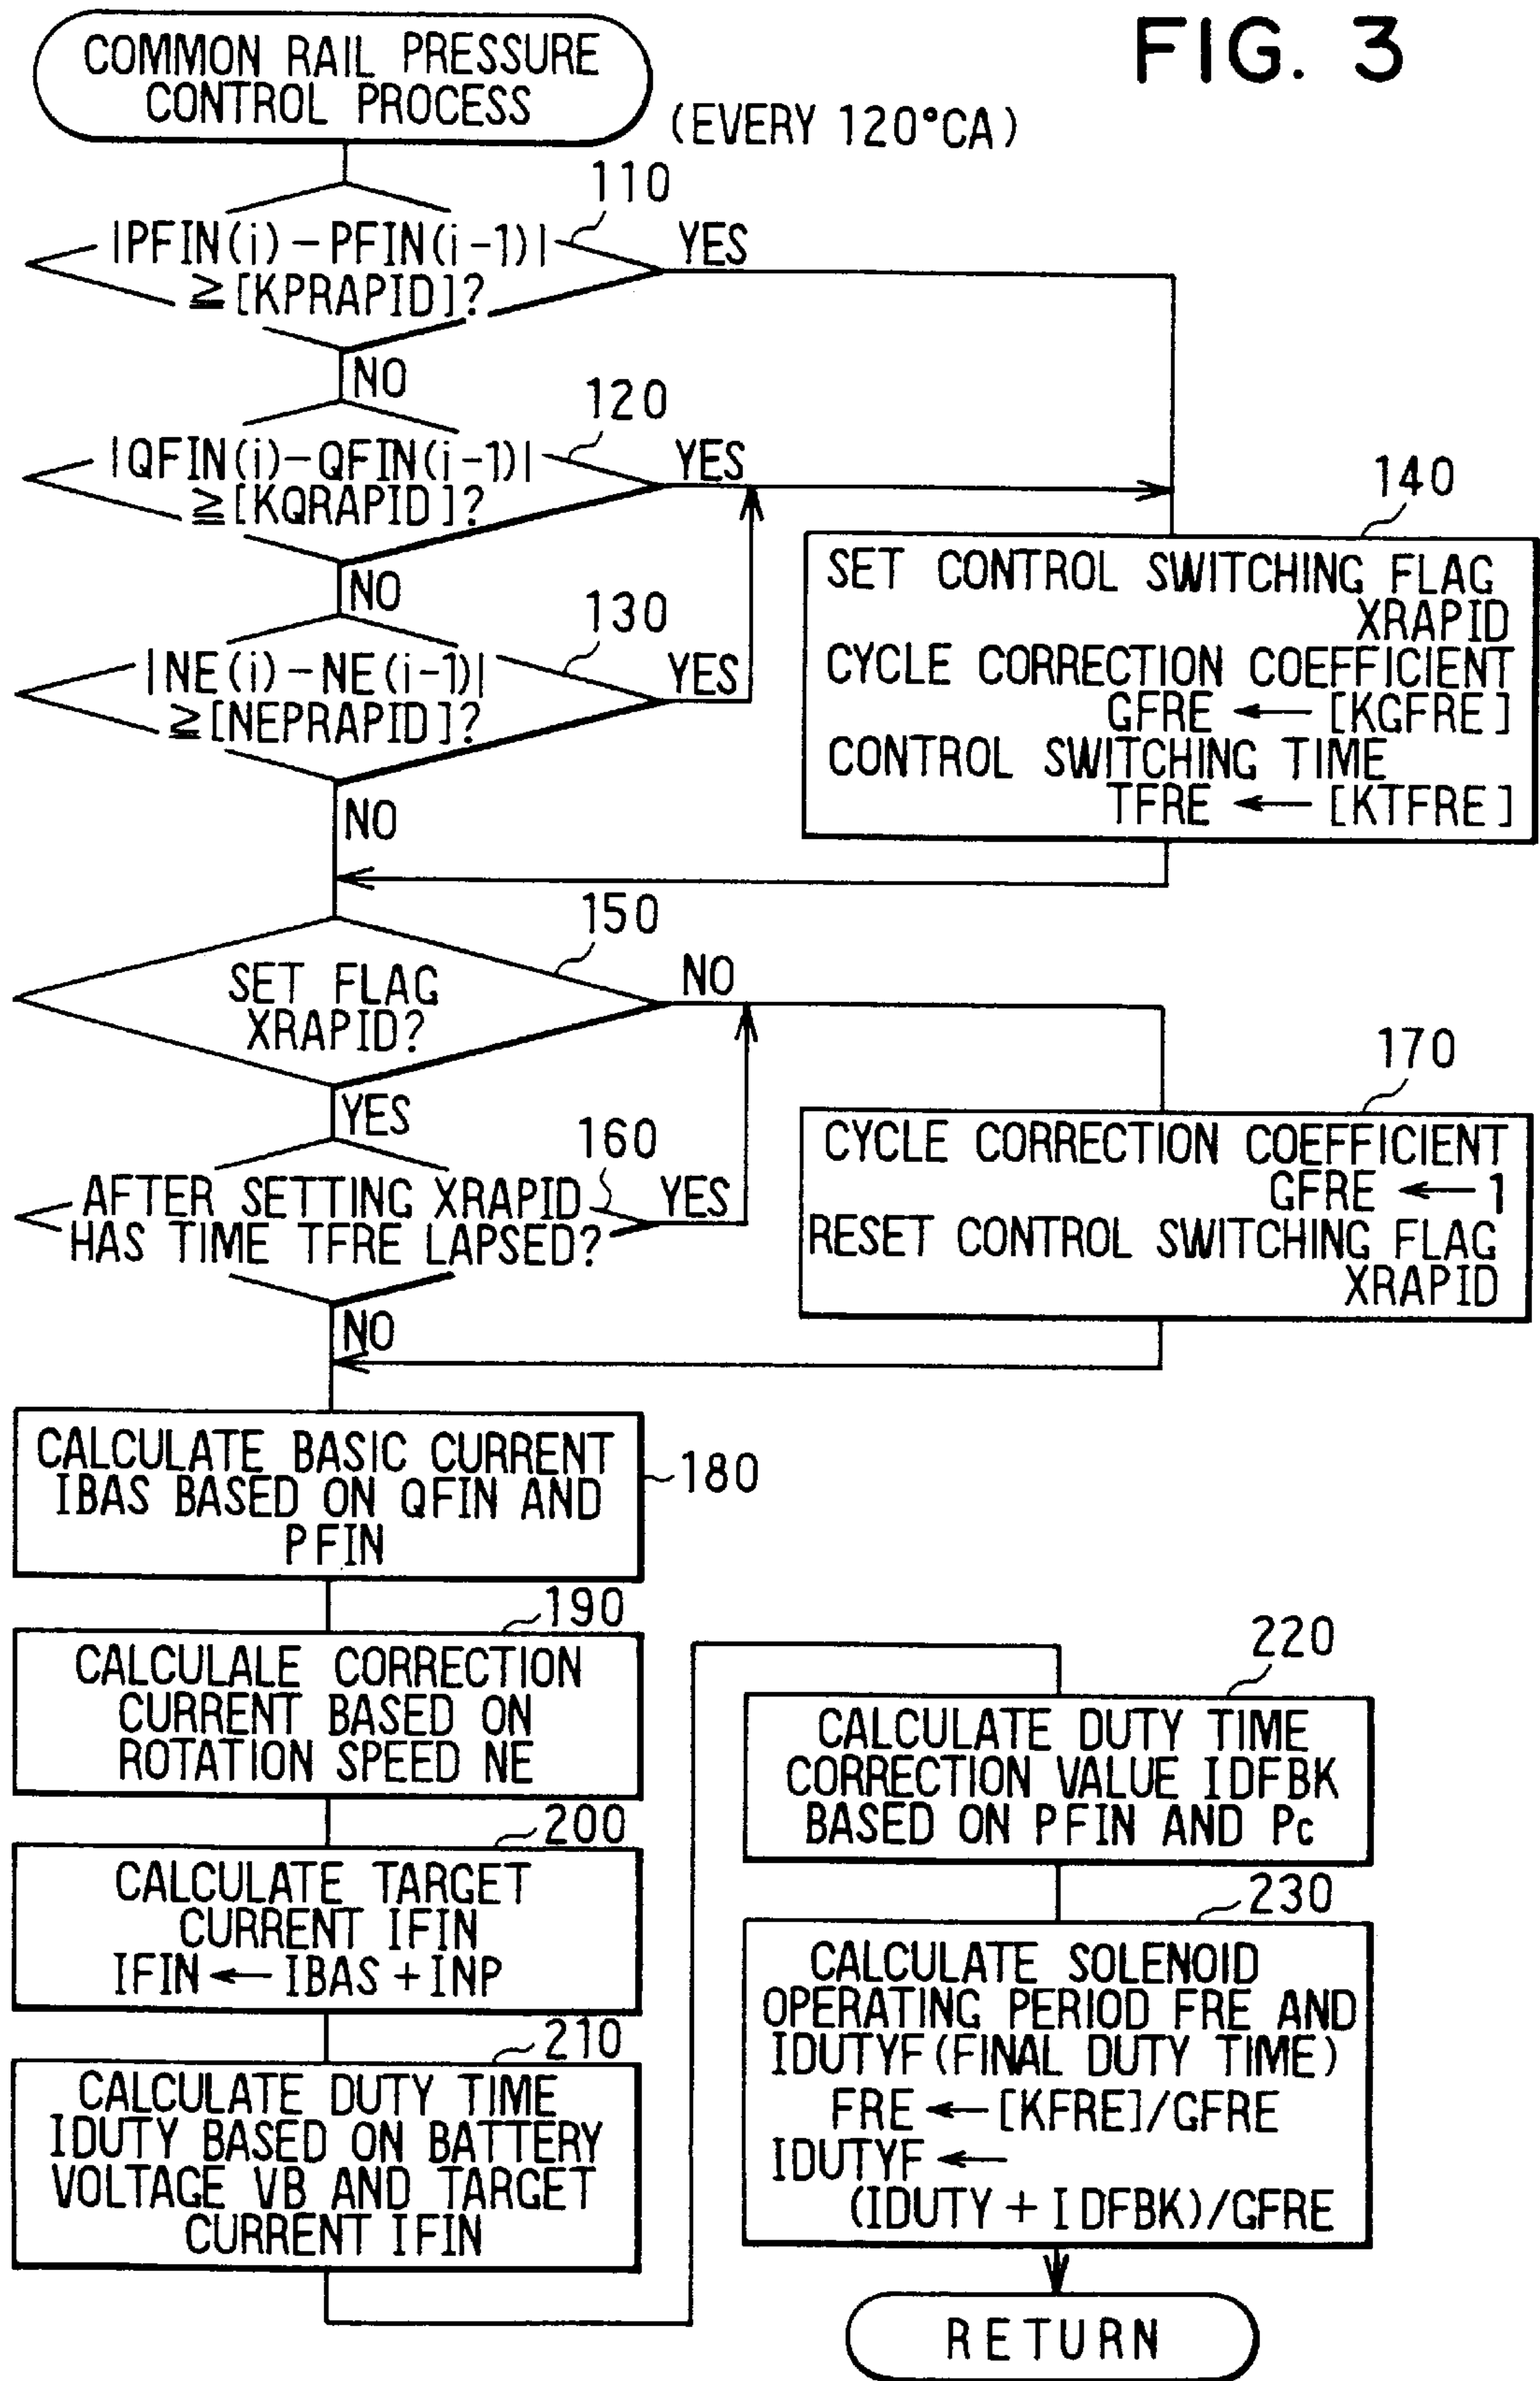 FIG. 3
COMMON RAIL PRESSURE
CONTROL PROCESS
(EVERY 120°CA)
110
|PFIN(i)-PFIN(i-1)|
≧[KPRAPID]?
YES
NO
120
|QFIN(i)-QFIN(i-1)|
≧[KQRAPID]?
YES
NO
130
|NE(i)-NE(i-1)|
≧[NEPRAPID]?
YES
NO
140
SET CONTROL SWITCHING FLAG
XRAPID
CYCLE CORRECTION COEFFICIENT
GFRE ← [KGFRE]
CONTROL SWITCHING TIME
TFRE ← [KTFRE]
150
SET FLAG
XRAPID?
NO
YES
160
AFTER SETTING XRAPID
HAS TIME TFRE LAPSED?
YES
NO
170
CYCLE CORRECTION COEFFICIENT
GFRE ← 1
RESET CONTROL SWITCHING FLAG
XRAPID
CALCULATE BASIC CURRENT
IBAS BASED ON QFIN AND
PFIN
180
190
CALCULALE CORRECTION
CURRENT BASED ON
ROTATION SPEED NE
200
CALCULATE TARGET
CURRENT IFIN
IFIN ← IBAS + INP
210
CALCULATE DUTY TIME
IDUTY BASED ON BATTERY
VOLTAGE VB AND TARGET
CURRENT IFIN
220
CALCULATE DUTY TIME
CORRECTION VALUE IDFBK
BASED ON PFIN AND Pc
230
CALCULATE SOLENOID
OPERATING PERIOD FRE AND
IDUTYF (FINAL DUTY TIME)
FRE ← [KFRE]/GFRE
IDUTYF ←
(IDUTY + IDFBK)/GFRE
RETURN